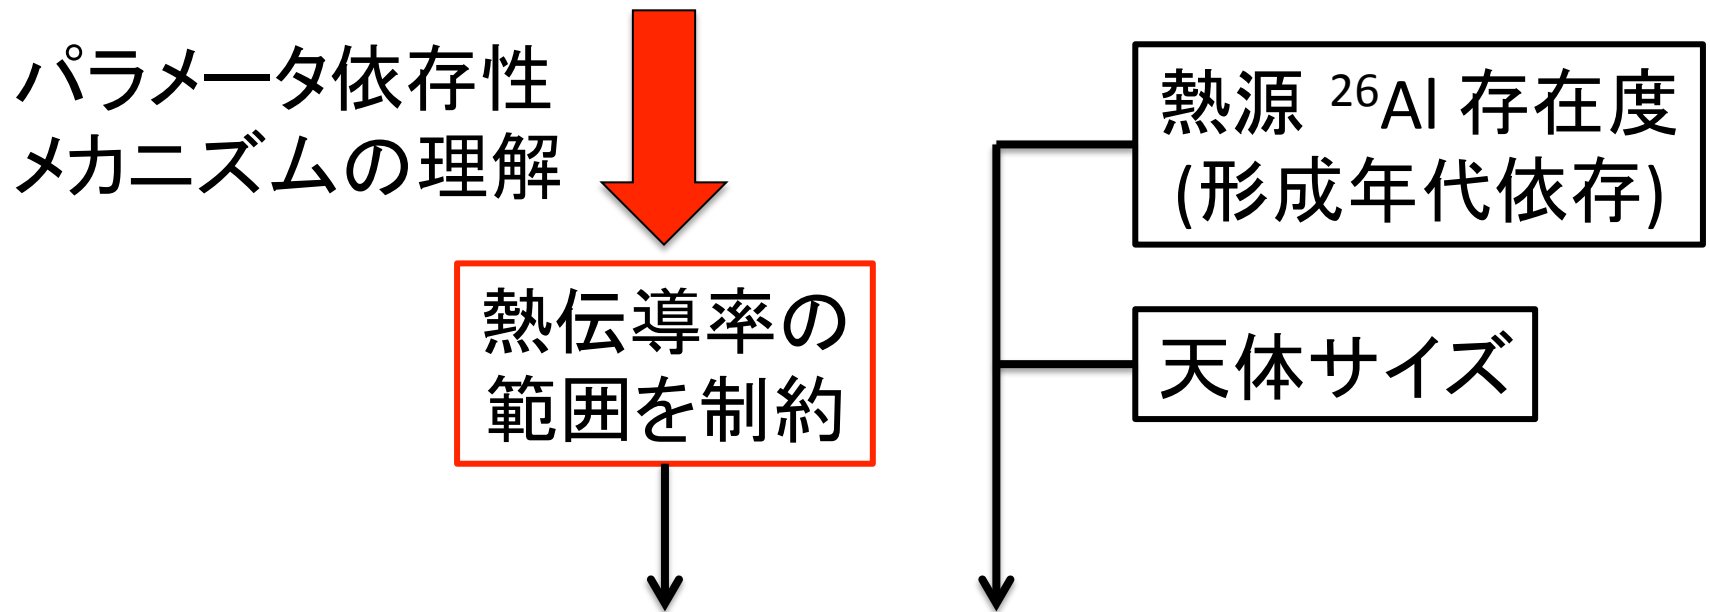 パラメータ依存性
メカニズムの理解
熱伝導率の
範囲を制約
熱源 ²⁶Al 存在度
(形成年代依存)
天体サイズ